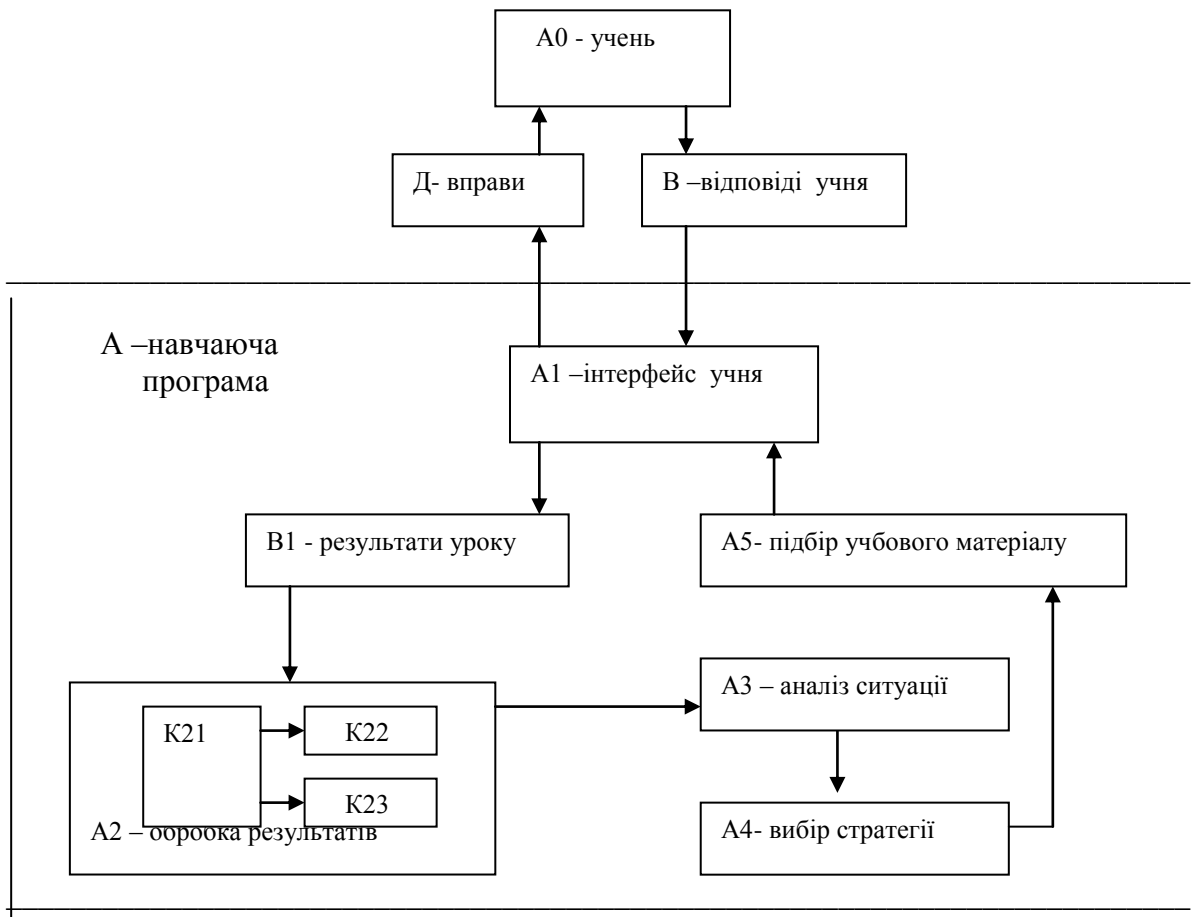 А0 - учень
Д- вправи
В –відповіді учня
А –навчаюча
програма
А1 –інтерфейс учня
В1 - результати уроку
А5- підбір учбового матеріалу
А3 – аналіз ситуації
К21
К22
К23
А2 – обробка результатів
А4- вибір стратегії